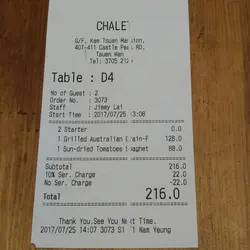 CHALE
G/F, Kam Tsuen Mansion,
407-411 Castle Peak RD,
Tsuen Wan
Tel: 3705 212
Table : D4
No of Guest : 2
Order No. : 3073
Staff : Jimmy Lai
Start Time : 2017/07/25 3:08
2 Starter 0.0
1 Grilled Australian ain-F 128.0
1 Sun-dried Tomatoes aghet 88.0
Subtotal 216.0
10% Ser. Charge 22.0
No Ser. Charge -22.0
Total 216.0
Thank You.See You Next Time.
2017/07/25 14:07 3073 S1 Nam Yeung